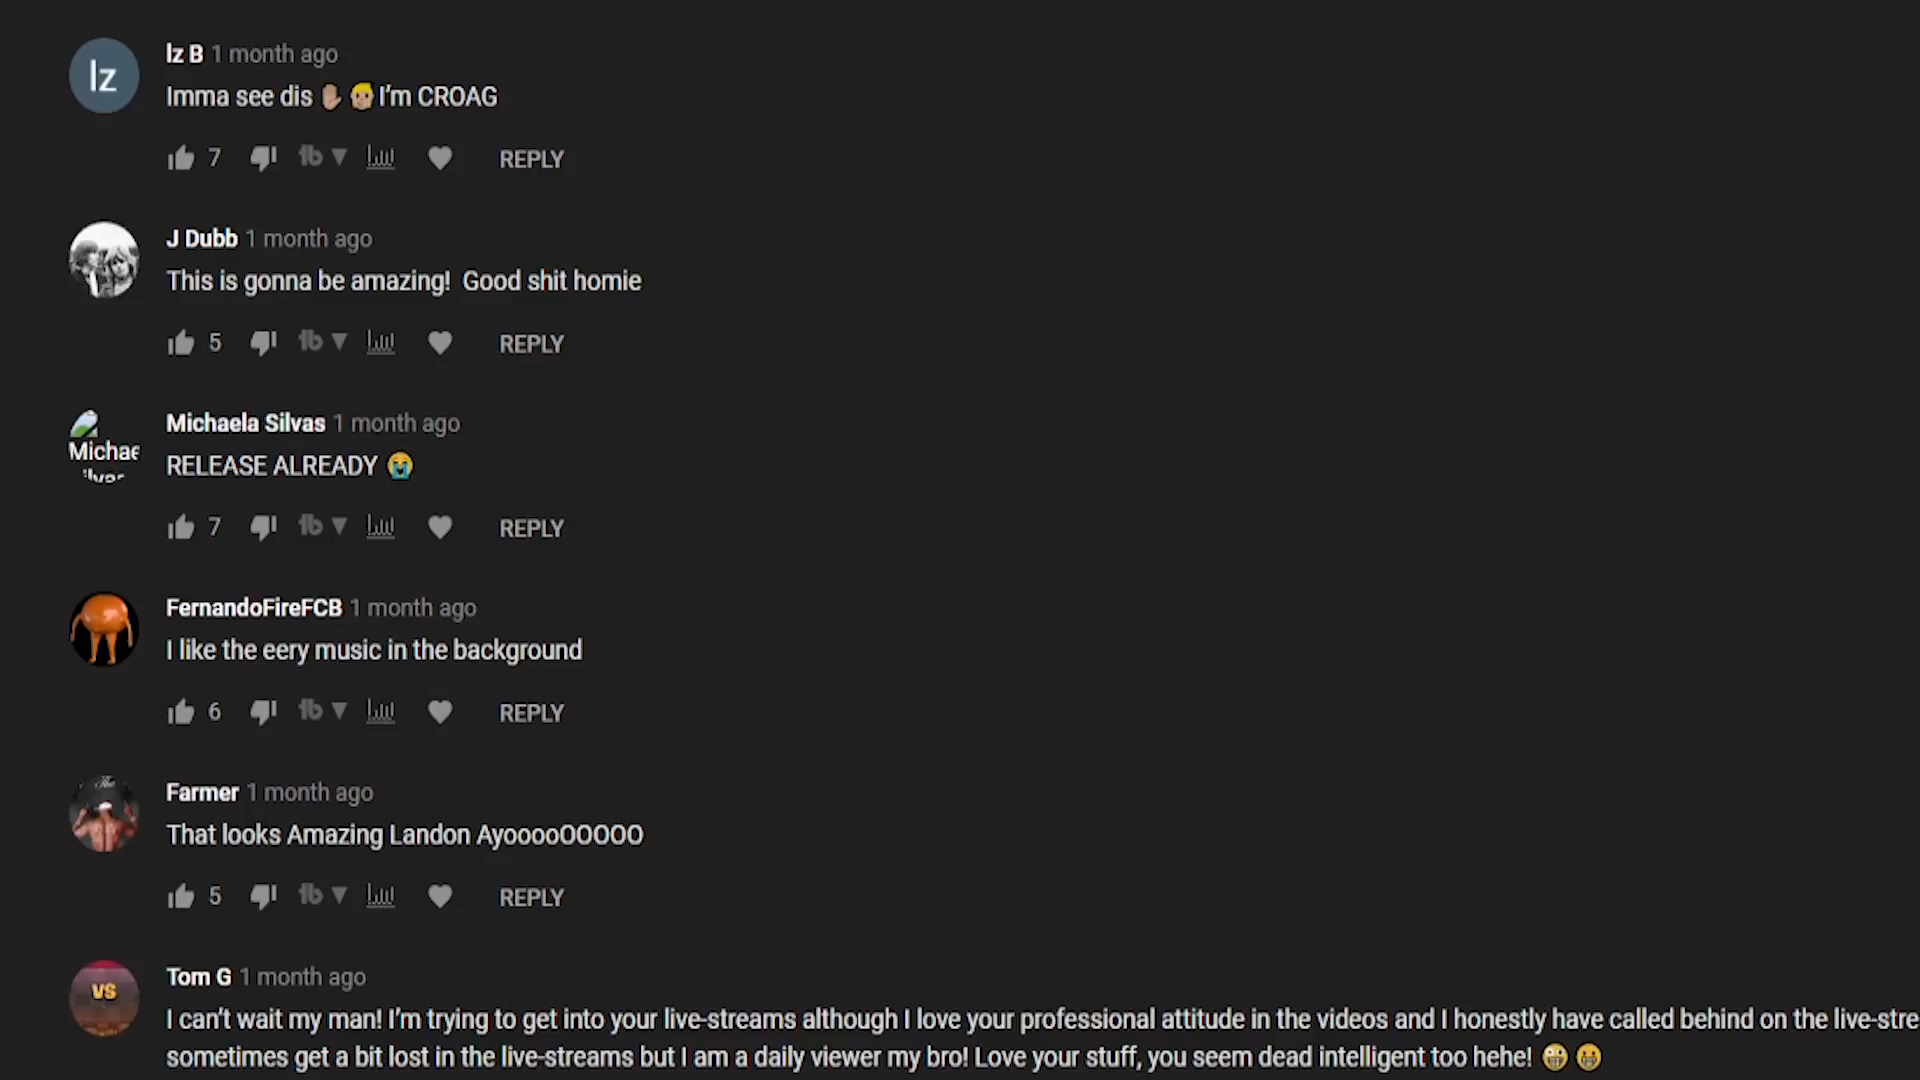 Iz
Iz B 1 month ago
Imma see dis ✋🏽 👱🏼 I'm CROAG
7 REPLY
J Dubb 1 month ago
This is gonna be amazing! Good shit homie
5 REPLY
Michaela Silvas 1 month ago
Michae
RELEASE ALREADY 😭
7 REPLY
FernandoFireFCB 1 month ago
I like the eery music in the background
6 REPLY
The
Farmer 1 month ago
That looks Amazing Landon AyooooOOOOO
5 REPLY
VS
Tom G 1 month ago
I can't wait my man! I'm trying to get into your live-streams although I love your professional attitude in the videos and I honestly have called behind on the live-stre
sometimes get a bit lost in the live-streams but I am a daily viewer my bro! Love your stuff, you seem dead intelligent too hehe! 😀 😀